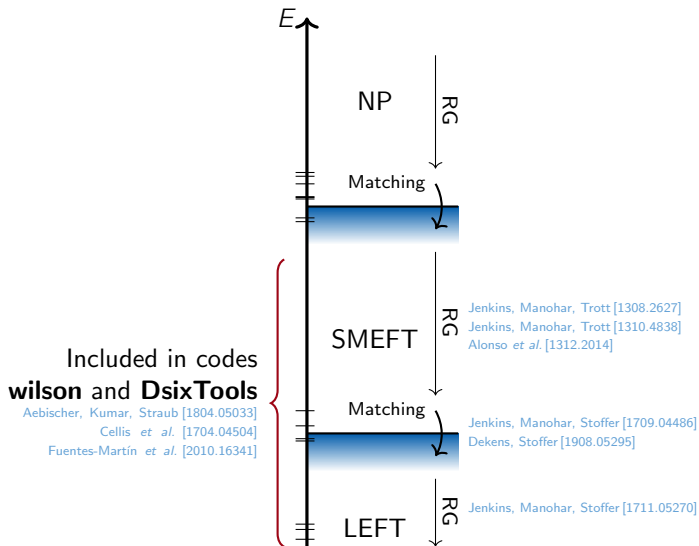 E
NP
RG
Matching
SMEFT
RG
Jenkins, Manohar, Trott [1308.2627]
Jenkins, Manohar, Trott [1310.4838]
Alonso et al. [1312.2014]
Included in codes
wilson and DsixTools
Aebischer, Kumar, Straub [1804.05033]
Cellis et al. [1704.04504]
Fuentes-Martín et al. [2010.16341]
Matching
Jenkins, Manohar, Stoffer [1709.04486]
Dekens, Stoffer [1908.05295]
LEFT
RG
Jenkins, Manohar, Stoffer [1711.05270]